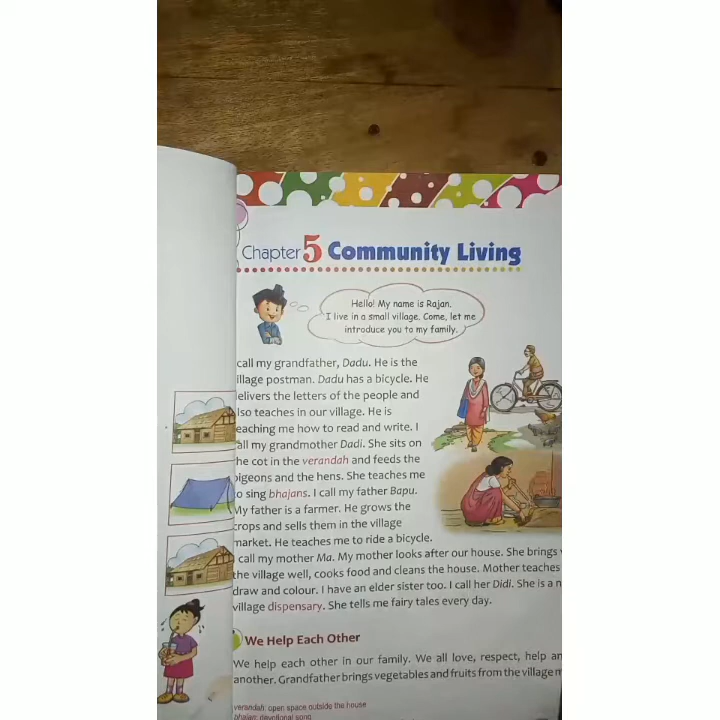 Chapter 5 Community Living
Hello! My name is Rajan.
I live in a small village. Come, let me
introduce you to my family.
call my grandfather, Dadu. He is the
illage postman. Dadu has a bicycle. He
elivers the letters of the people and
lso teaches in our village. He is
eaching me how to read and write. I
all my grandmother Dadi. She sits on
he cot in the verandah and feeds the
igeons and the hens. She teaches me
o sing bhajans. I call my father Bapu.
My father is a farmer. He grows the
crops and sells them in the village
market. He teaches me to ride a bicycle.
call my mother Ma. My mother looks after our house. She brings
the village well, cooks food and cleans the house. Mother teaches
draw and colour. I have an elder sister too. I call her Didi. She is a n
village dispensary. She tells me fairy tales every day.
We Help Each Other
We help each other in our family. We all love, respect, help an
another. Grandfather brings vegetables and fruits from the village m
verandah: open space outside the house
bhajan: devotional song